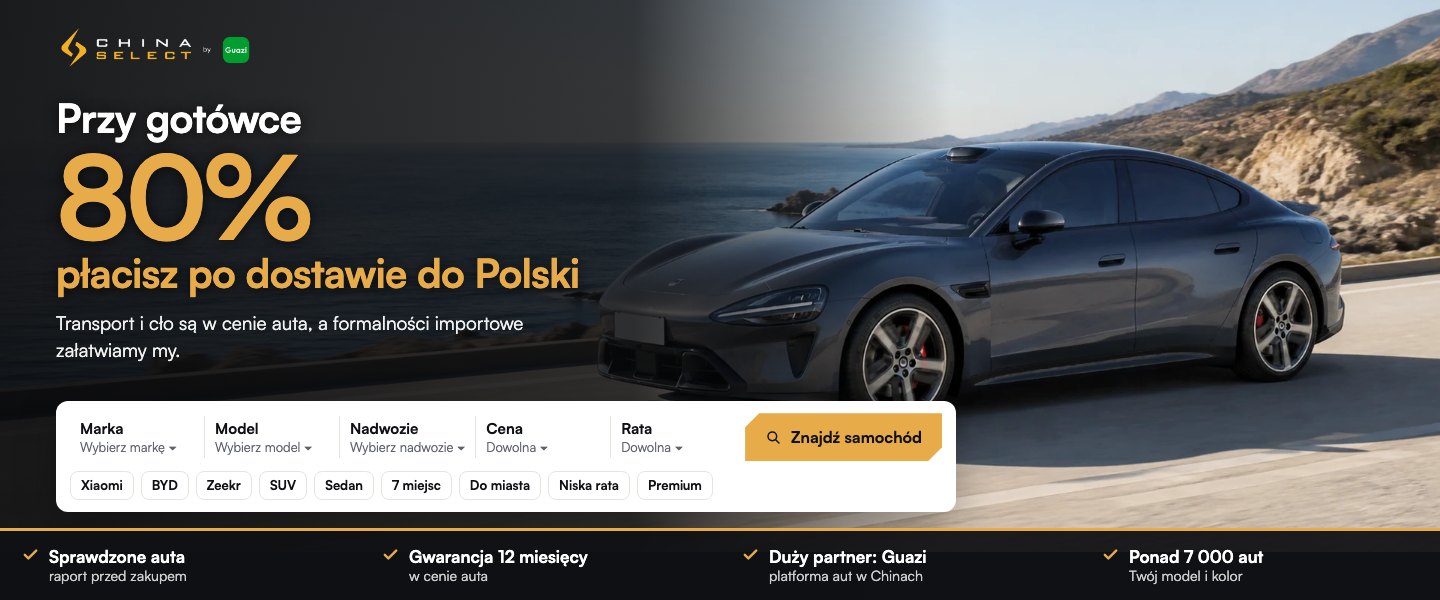 CHINA
SELECT
by
Guazi
Przy gotówce
80%
płacisz po dostawie do Polski
Transport i cło są w cenie auta, a formalności importowe
załatwiamy my.
Marka Model Nadwozie Cena Rata
Wybierz markę Wybierz model Wybierz nadwozie Dowolna Dowolna
Znajdź samochód
Xiaomi BYD Zeekr SUV Sedan 7 miejsc Do miasta Niska rata Premium
Sprawdzone auta
raport przed zakupem
Gwarancja 12 miesięcy
w cenie auta
Duży partner: Guazi
platforma aut w Chinach
Ponad 7 000 aut
Twój model i kolor